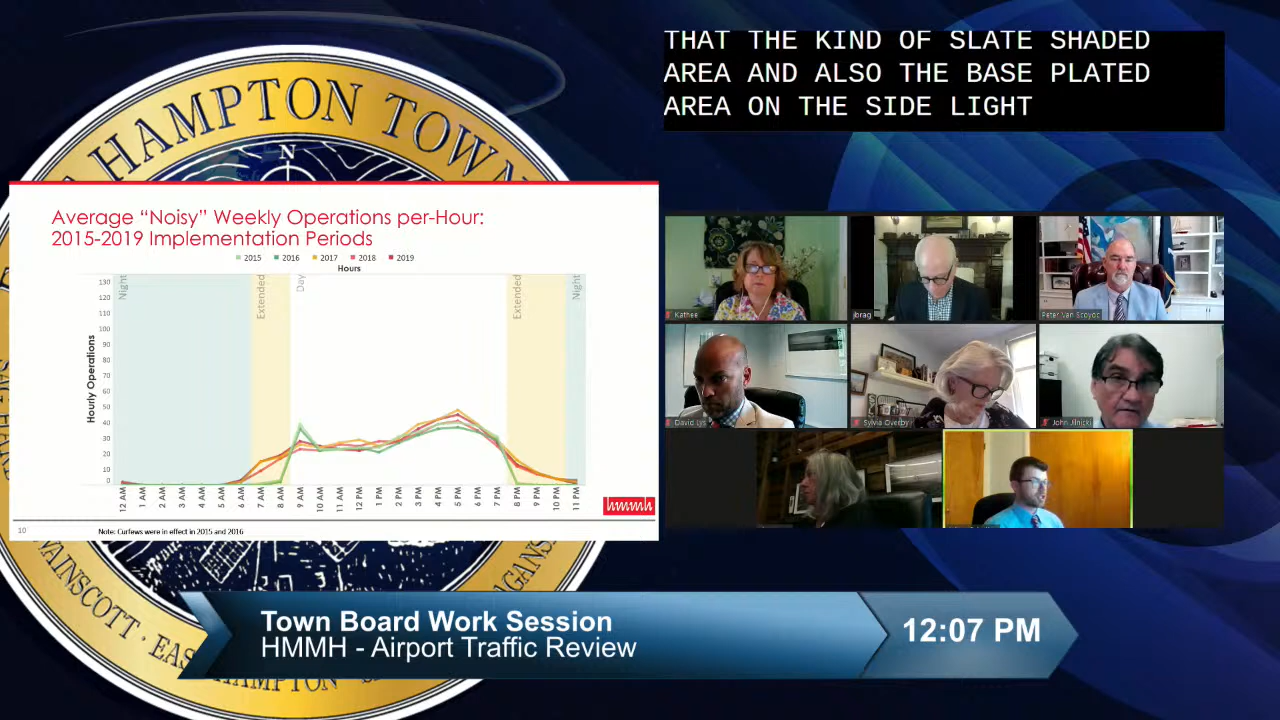 THAT THE KIND OF SLATE SHADED
AREA AND ALSO THE BASE PLATED
AREA ON THE SIDE LIGHT
HAMPTON TOWN
N
Average “Noisy” Weekly Operations per-Hour:
2015-2019 Implementation Periods
2015 2016 2017 2018 2019
Hours
Night
Extended
Day
Extended
Night
Hourly Operations
130
120
110
100
90
80
70
60
50
40
30
20
10
0
12 AM 1 AM 2 AM 3 AM 4 AM 5 AM 6 AM 7 AM 8 AM 9 AM 10 AM 11 AM 12 PM 1 PM 2 PM 3 PM 4 PM 5 PM 6 PM 7 PM 8 PM 9 PM 10 PM 11 PM
hmmh
10
Note: Curfews were in effect in 2015 and 2016
Kathee
jbrag
Peter Van Scoyoc
David Lys
Sylvia Overby
John Jilnicki
WAINSCOTT · EAS
HAMPTON
Town Board Work Session
HMMH - Airport Traffic Review
12:07 PM